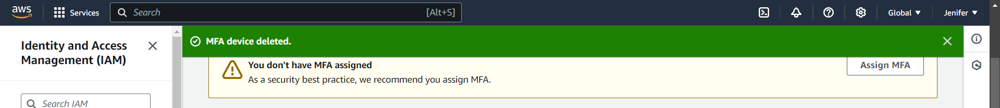 aws
Services
Search [Alt+S]
Global
Jenifer
Identity and Access
Management (IAM)
MFA device deleted.
You don't have MFA assigned
As a security best practice, we recommend you assign MFA.
Assign MFA
Search IAM